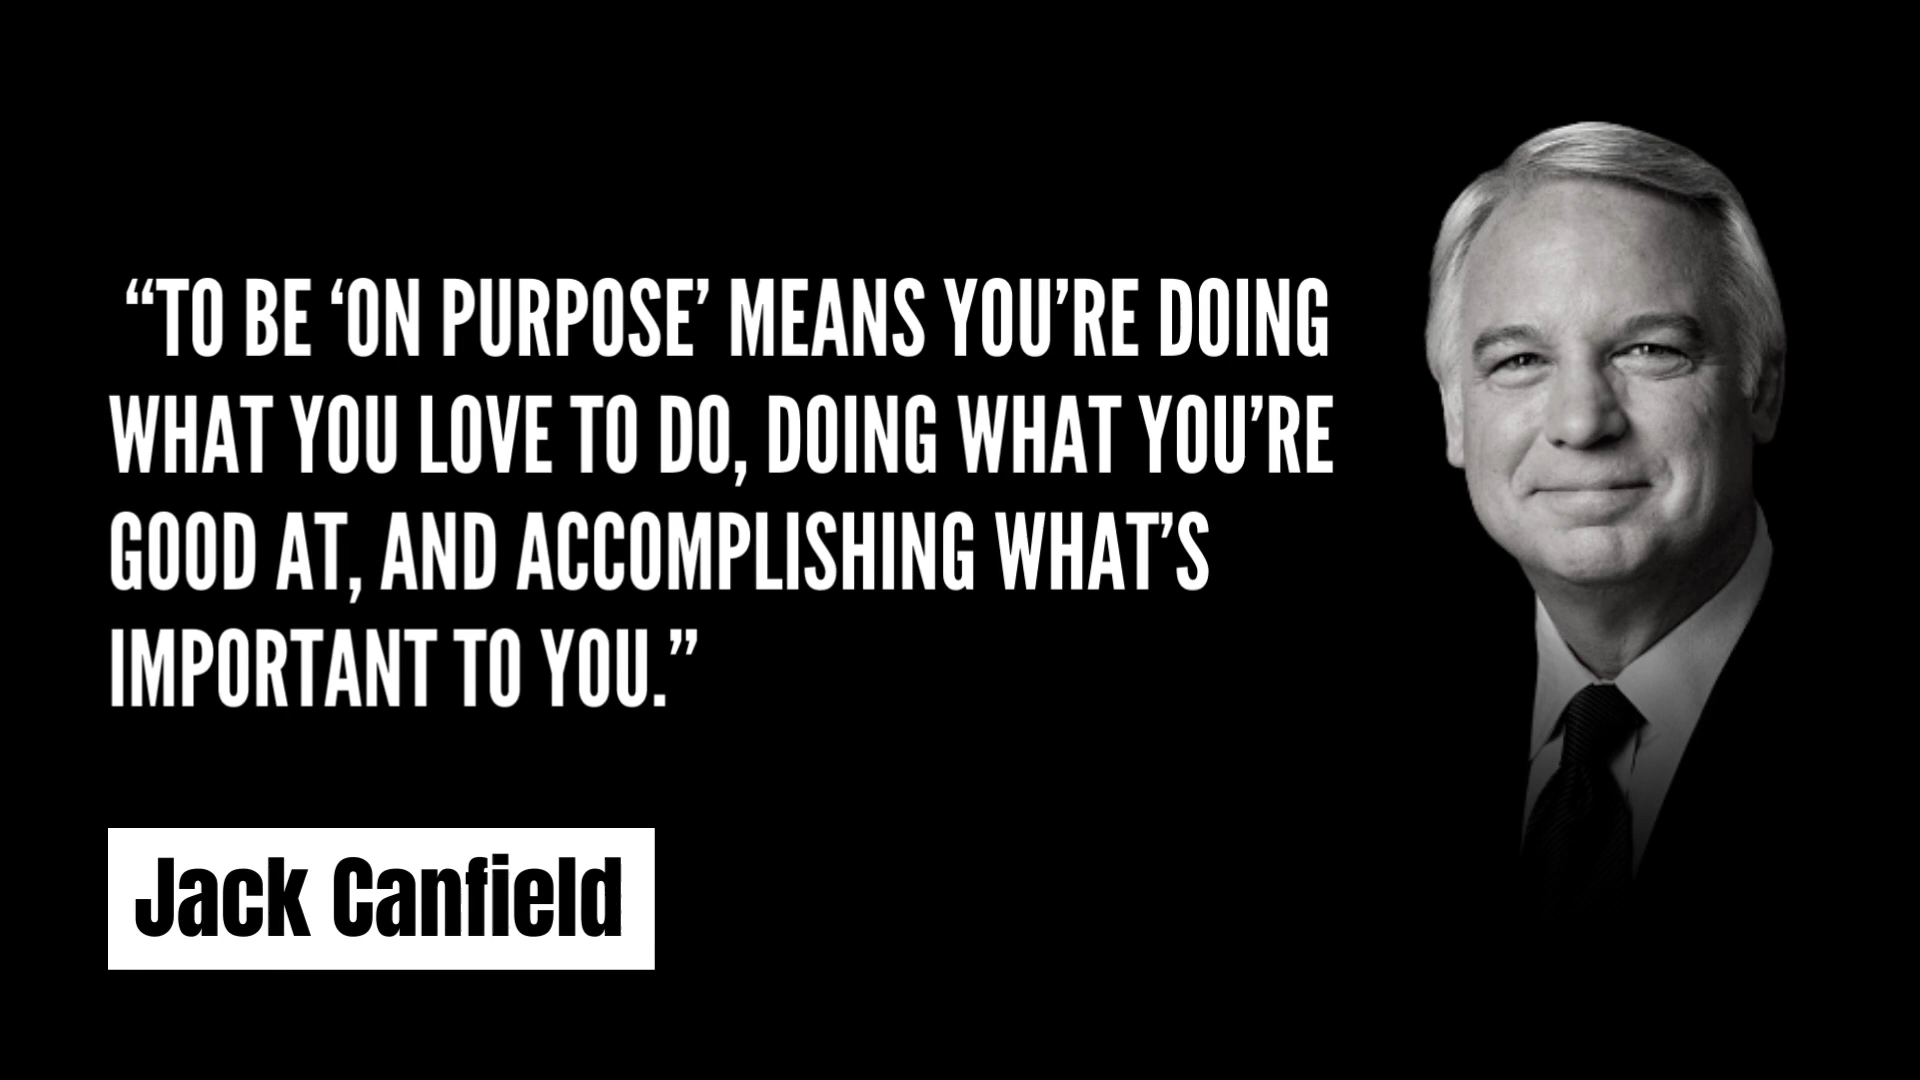 “TO BE ‘ON PURPOSE’ MEANS YOU’RE DOING
WHAT YOU LOVE TO DO, DOING WHAT YOU’RE
GOOD AT, AND ACCOMPLISHING WHAT’S
IMPORTANT TO YOU.”
Jack Canfield